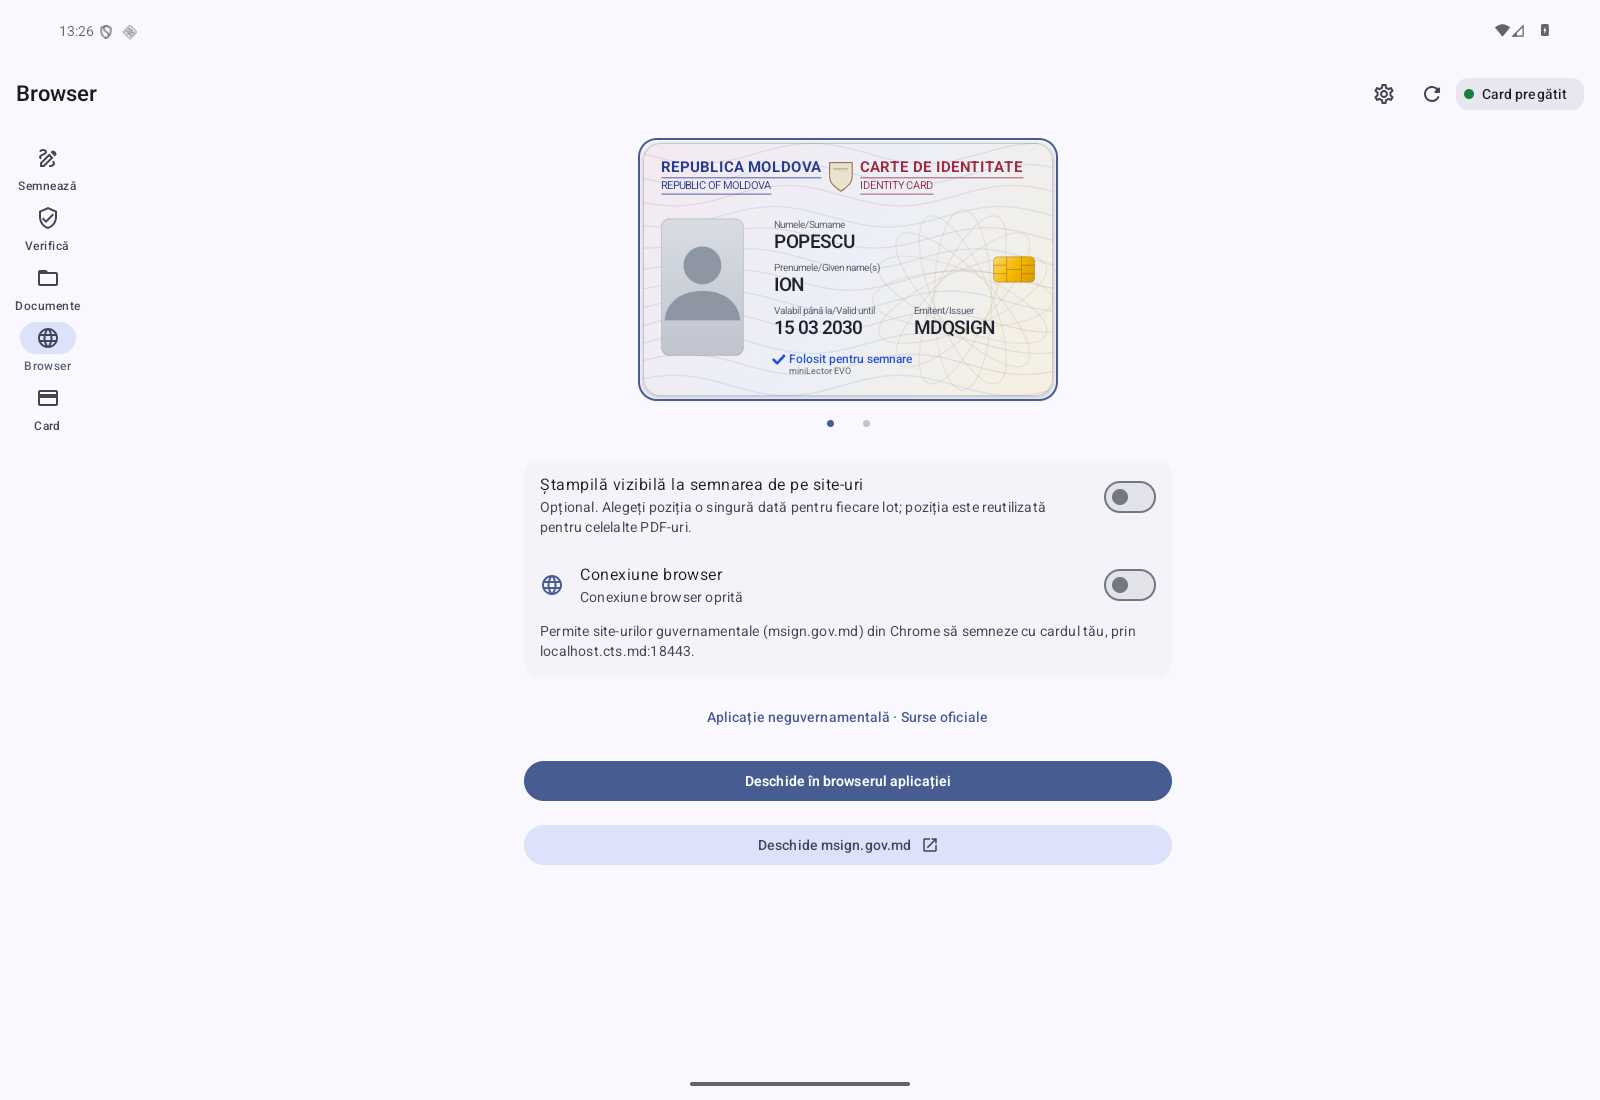 13:26
Browser
Card pregătit
Semnează
Verifică
Documente
Browser
Card
REPUBLICA MOLDOVA
REPUBLIC OF MOLDOVA
CARTE DE IDENTITATE
IDENTITY CARD
Numele/Surname
POPESCU
Prenumele/Given name(s)
ION
Valabil până la/Valid until
15 03 2030
Emitent/Issuer
MDQSIGN
Folosit pentru semnare
miniLector EVO
Ștampilă vizibilă la semnarea de pe site-uri
Opțional. Alegeți poziția o singură dată pentru fiecare lot; poziția este reutilizată
pentru celelalte PDF-uri.
Conexiune browser
Conexiune browser oprită
Permite site-urilor guvernamentale (msign.gov.md) din Chrome să semneze cu cardul tău, prin
localhost.cts.md:18443.
Aplicație neguvernamentală · Surse oficiale
Deschide în browserul aplicației
Deschide msign.gov.md